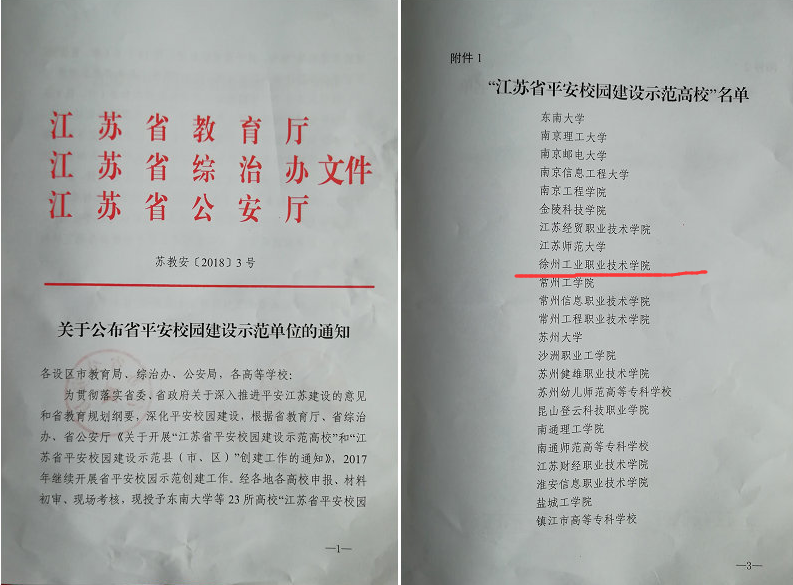 江苏省教育厅
江苏省综治办文件
江苏省公安厅
苏教安〔2018〕3号
关于公布省平安校园建设示范单位的通知
各设区市教育局、综治办、公安局，各高等学校：
为贯彻落实省委、省政府关于深入推进平安江苏建设的意见
和省教育规划纲要，深化平安校园建设，根据省教育厅、省综治
办、省公安厅《关于开展“江苏省平安校园建设示范高校”和“江
苏省平安校园建设示范县（市、区）”创建工作的通知》，2017
年继续开展省平安校园示范创建工作。经各地各高校申报、材料
初审、现场考核，现授予东南大学等23所高校“江苏省平安校园
—1—
附件1
“江苏省平安校园建设示范高校”名单
东南大学
南京理工大学
南京邮电大学
南京信息工程大学
南京工程学院
金陵科技学院
江苏经贸职业技术学院
江苏师范大学
徐州工业职业技术学院
常州工学院
常州信息职业技术学院
常州工程职业技术学院
苏州大学
沙洲职业工学院
苏州健雄职业技术学院
苏州幼儿师范高等专科学校
昆山登云科技职业学院
南通理工学院
南通师范高等专科学校
江苏财经职业技术学院
淮安信息职业技术学院
盐城工学院
镇江市高等专科学校
—3—